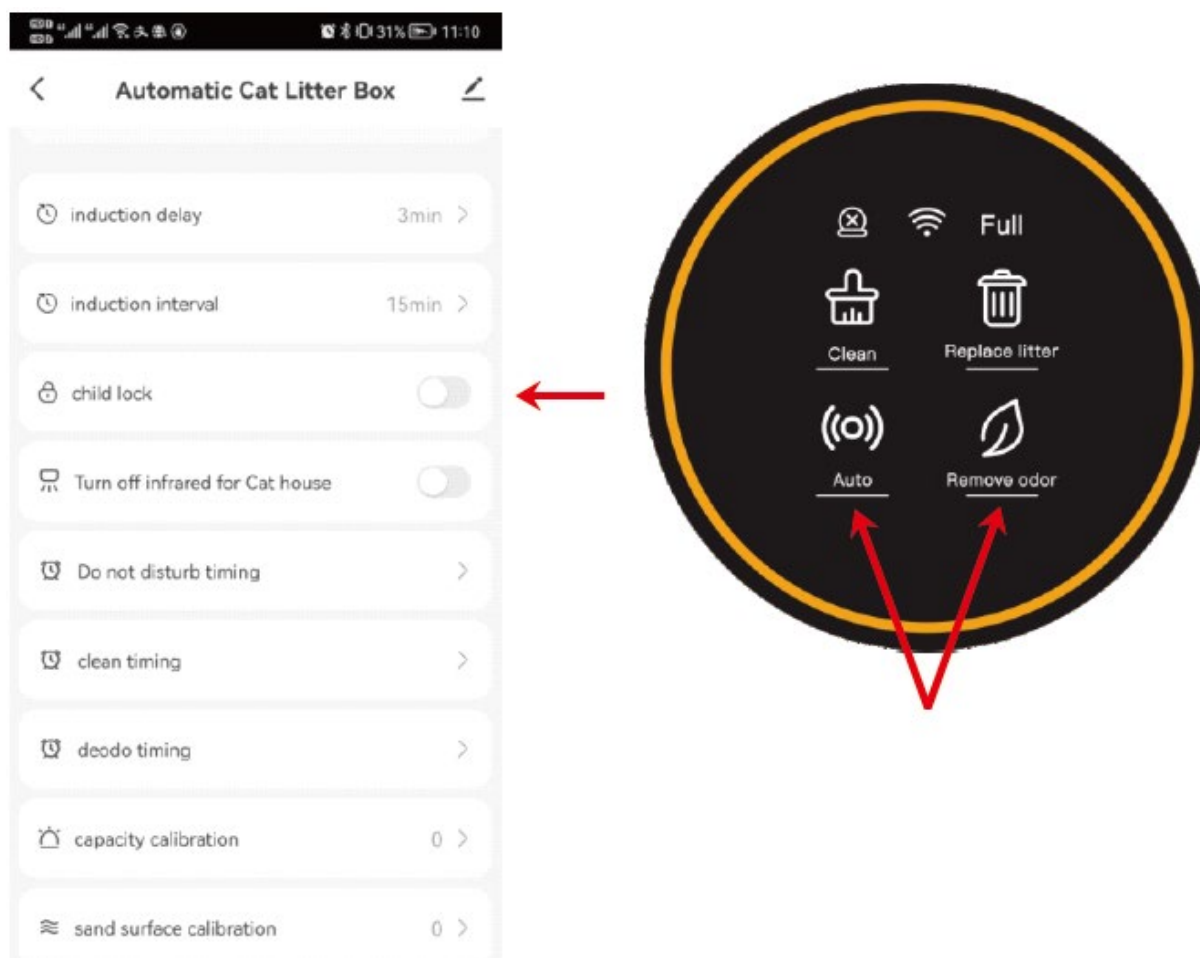 31% 11:10
Automatic Cat Litter Box
induction delay 3min
induction interval 15min
child lock
Turn off infrared for Cat house
Do not disturb timing
clean timing
deodo timing
capacity calibration 0
sand surface calibration 0
Full
Clean Replace litter
Auto Remove odor